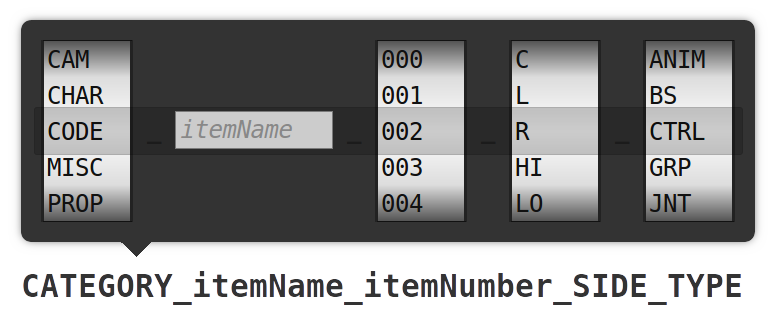 CAM 000 C ANIM
CHAR 001 L BS
CODE _ itemName _ 002 _ R _ CTRL
MISC 003 HI GRP
PROP 004 LO JNT
CATEGORY_itemName_itemNumber_SIDE_TYPE